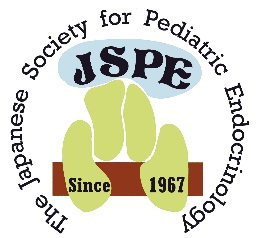 The Japanese Society for Pediatric Endocrinology
JSPE
Since 1967